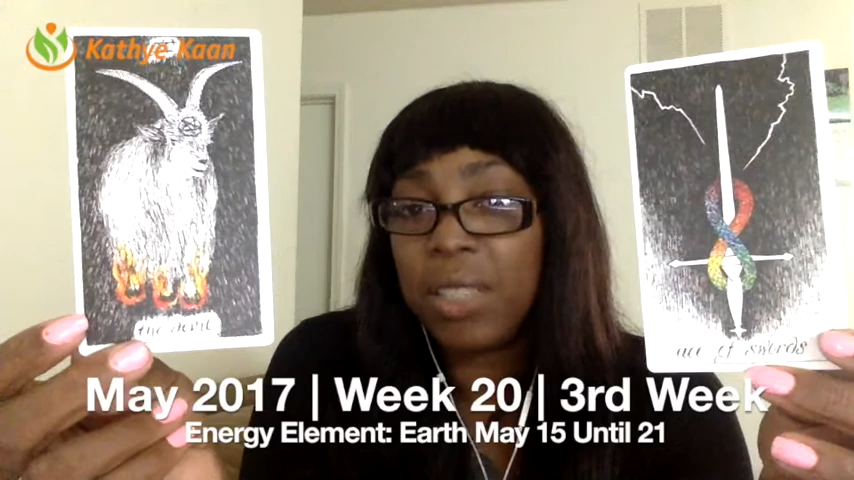 Kathye Kaan
the devil
ace of swords
May 2017 | Week 20 | 3rd Week
Energy Element: Earth May 15 Until 21